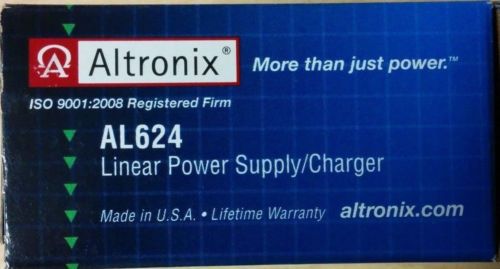 Altronix®
More than just power.™
ISO 9001:2008 Registered Firm
AL624
Linear Power Supply/Charger
Made in U.S.A. • Lifetime Warranty altronix.com